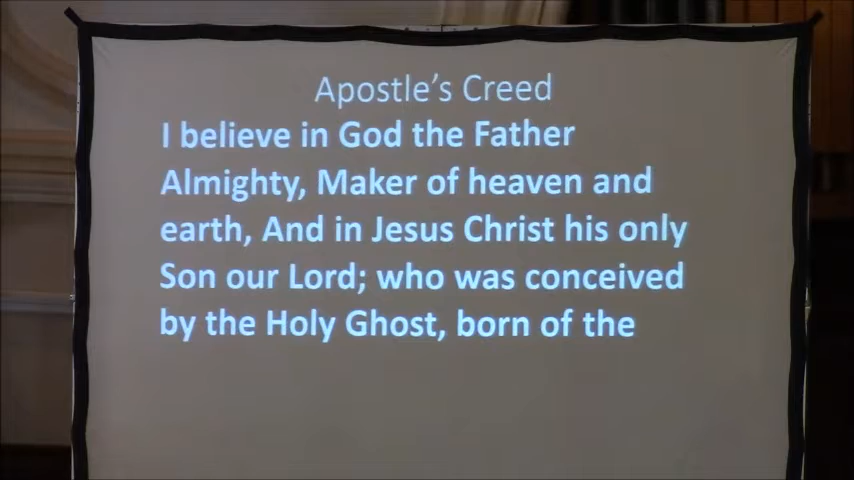 Apostle’s Creed
I believe in God the Father
Almighty, Maker of heaven and
earth, And in Jesus Christ his only
Son our Lord; who was conceived
by the Holy Ghost, born of the